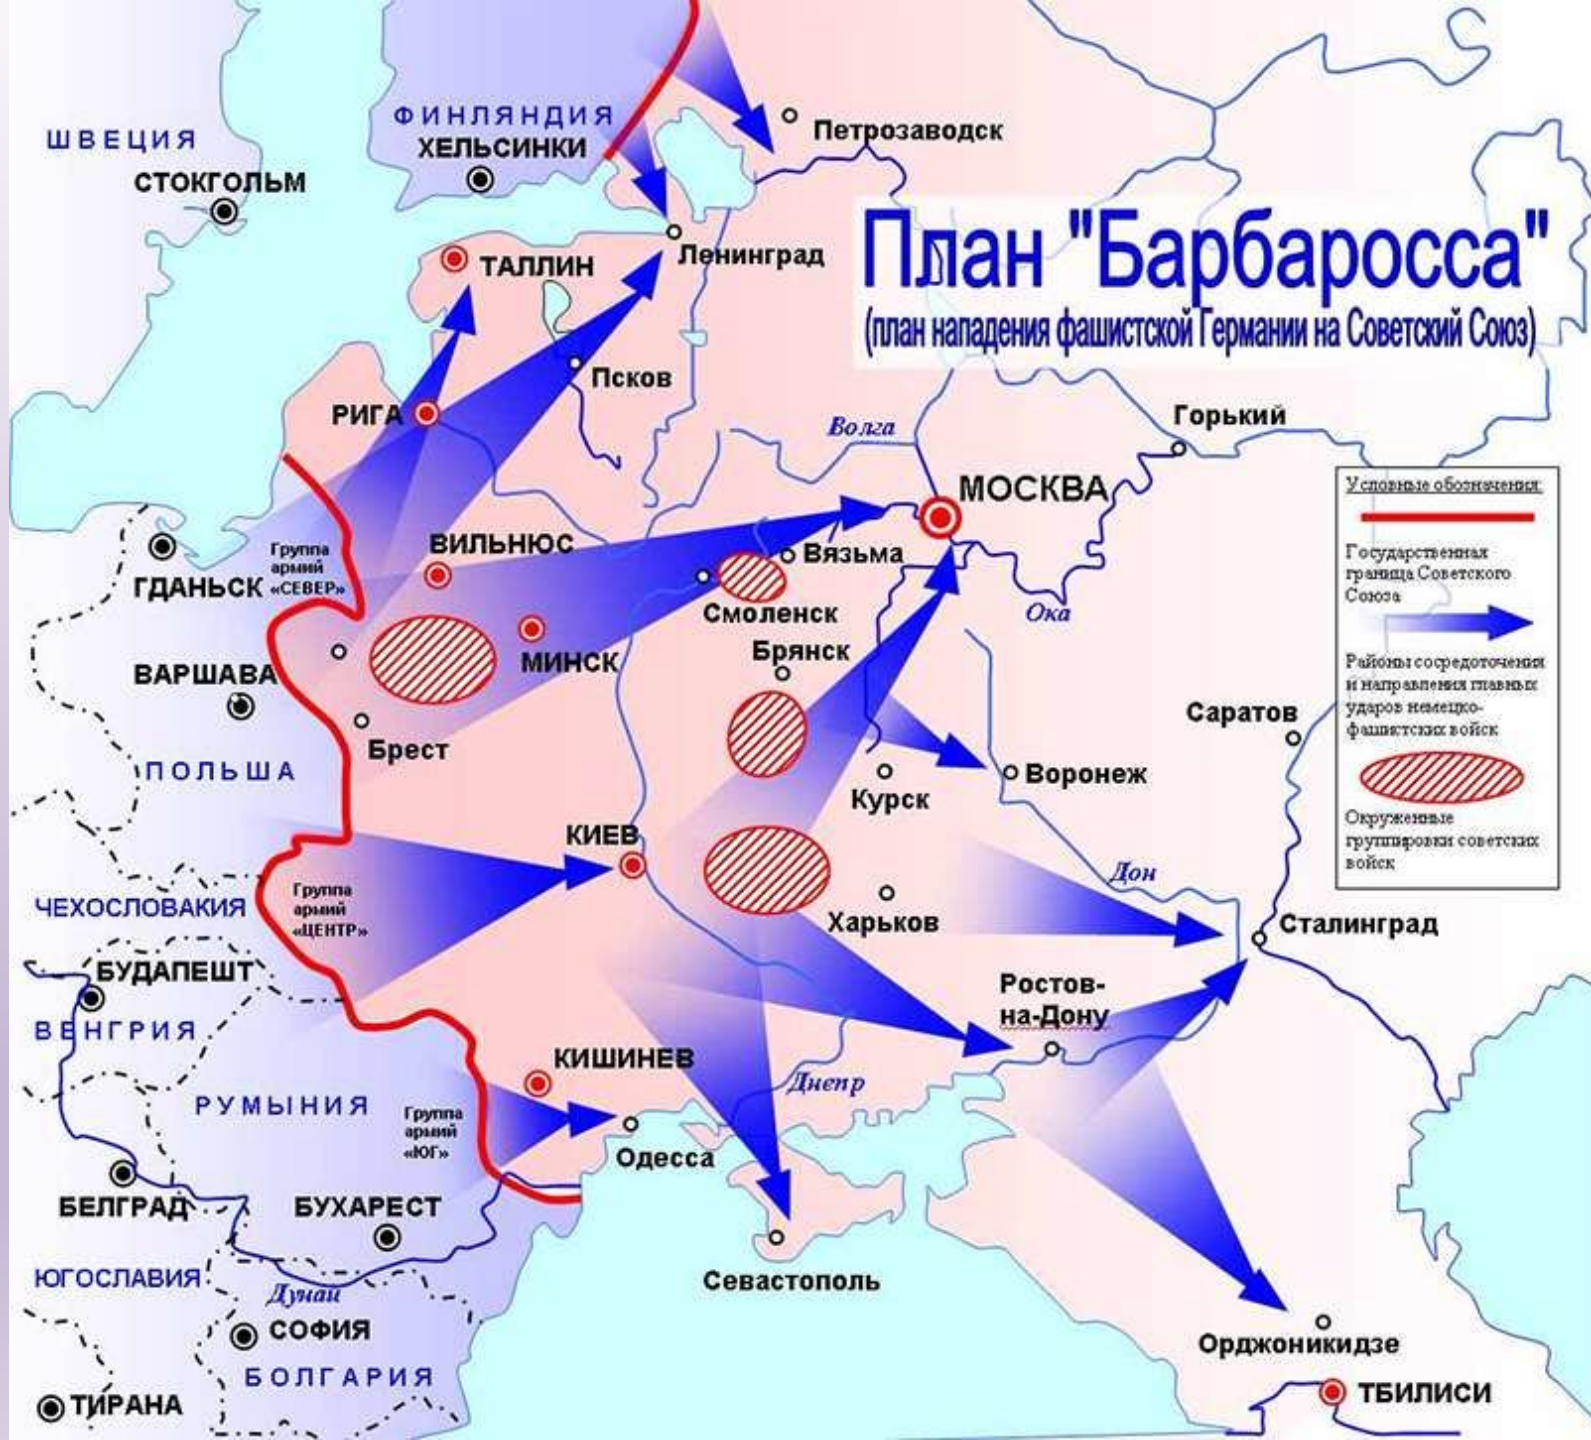 ШВЕЦИЯ
СТОКГОЛЬМ
ФИНЛЯНДИЯ
ХЕЛЬСИНКИ
Петрозаводск
Ленинград
План "Барбаросса"
(план нападения фашистской Германии на Советский Союз)
ТАЛЛИН
Псков
РИГА
Волга
Горький
МОСКВА
Условные обозначения:
Государственная
граница Советского
Союза
Районы сосредоточения
и направления главных
ударов немецко-
фашистских войск
Окруженные
группировки советских
войск
Группа
армий
«СЕВЕР»
ГДАНЬСК
ВИЛЬНЮС
Вязьма
Смоленск
Ока
МИНСК
Брянск
ВАРШАВА
Брест
ПОЛЬША
Саратов
Курск
Воронеж
КИЕВ
Дон
Группа
армий
«ЦЕНТР»
ЧЕХОСЛОВАКИЯ
Харьков
Сталинград
БУДАПЕШТ
Ростов-
на-Дону
ВЕНГРИЯ
КИШИНЕВ
Днепр
РУМЫНИЯ
Группа
армий
«ЮГ»
Одесса
БЕЛГРАД
БУХАРЕСТ
Севастополь
ЮГОСЛАВИЯ
Дунай
СОФИЯ
Орджоникидзе
БОЛГАРИЯ
ТИРАНА
ТБИЛИСИ